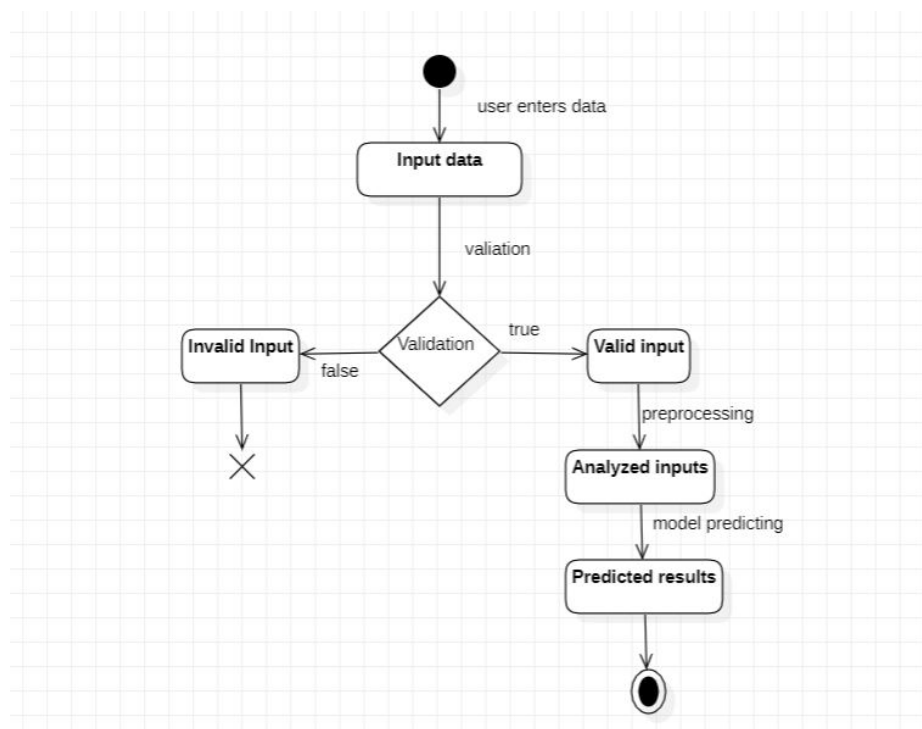 user enters data
Input data
valiation
Validation
true
false
Invalid Input
Valid input
preprocessing
Analyzed inputs
model predicting
Predicted results